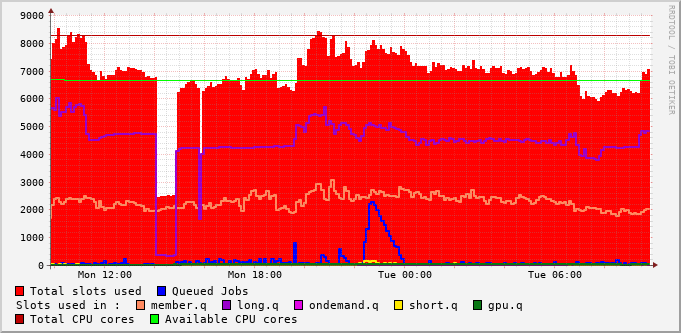 9000
8000
7000
6000
5000
4000
3000
2000
1000
0
Mon 12:00 Mon 18:00 Tue 00:00 Tue 06:00
RRDTOOL / TOBI OETIKER
Total slots used Queued Jobs
Slots used in : member.q long.q ondemand.q short.q gpu.q
Total CPU cores Available CPU cores